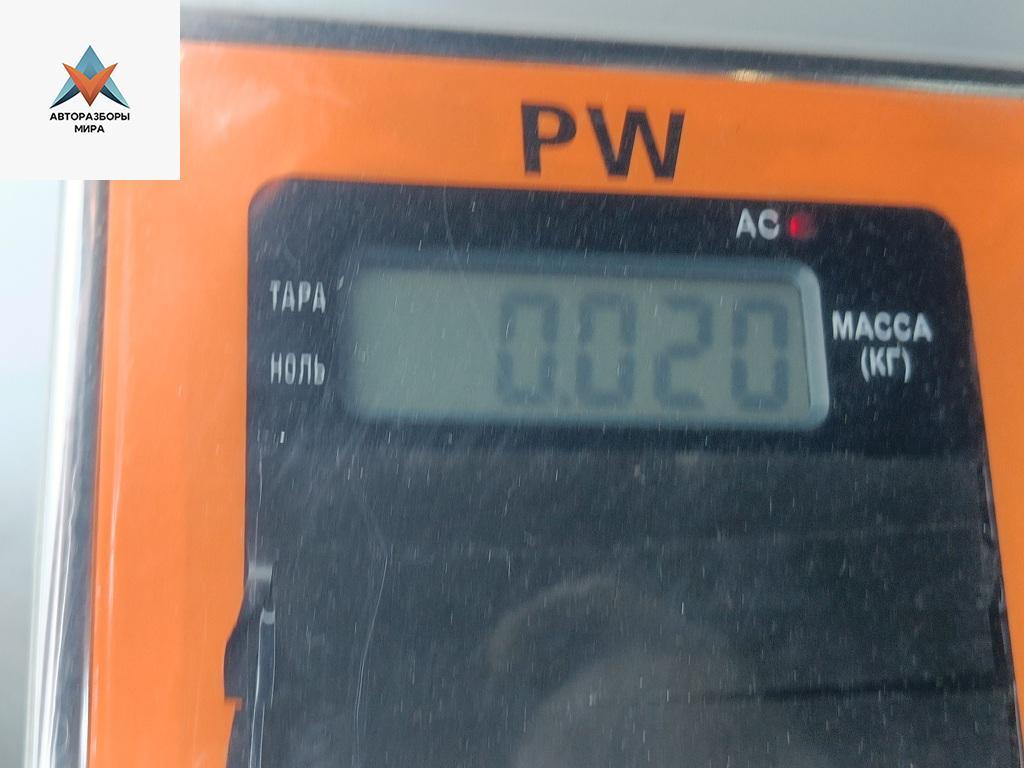 АВТОРАЗБОРЫ
МИРА
PW
AC
ТАРА
0.020
МАССА
(КГ)
НОЛЬ